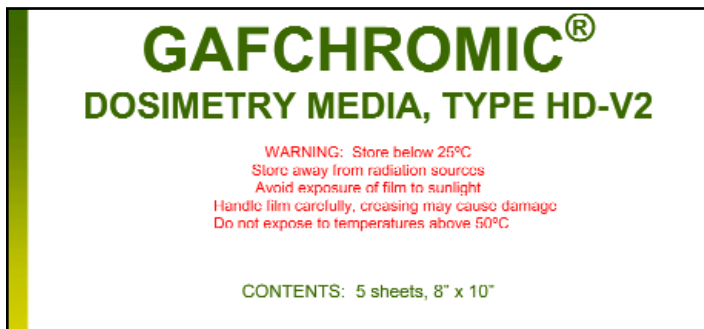 GAFCHROMIC®
DOSIMETRY MEDIA, TYPE HD-V2
WARNING: Store below 25ºC
Store away from radiation sources
Avoid exposure of film to sunlight
Handle film carefully, creasing may cause damage
Do not expose to temperatures above 50ºC
CONTENTS: 5 sheets, 8” x 10”